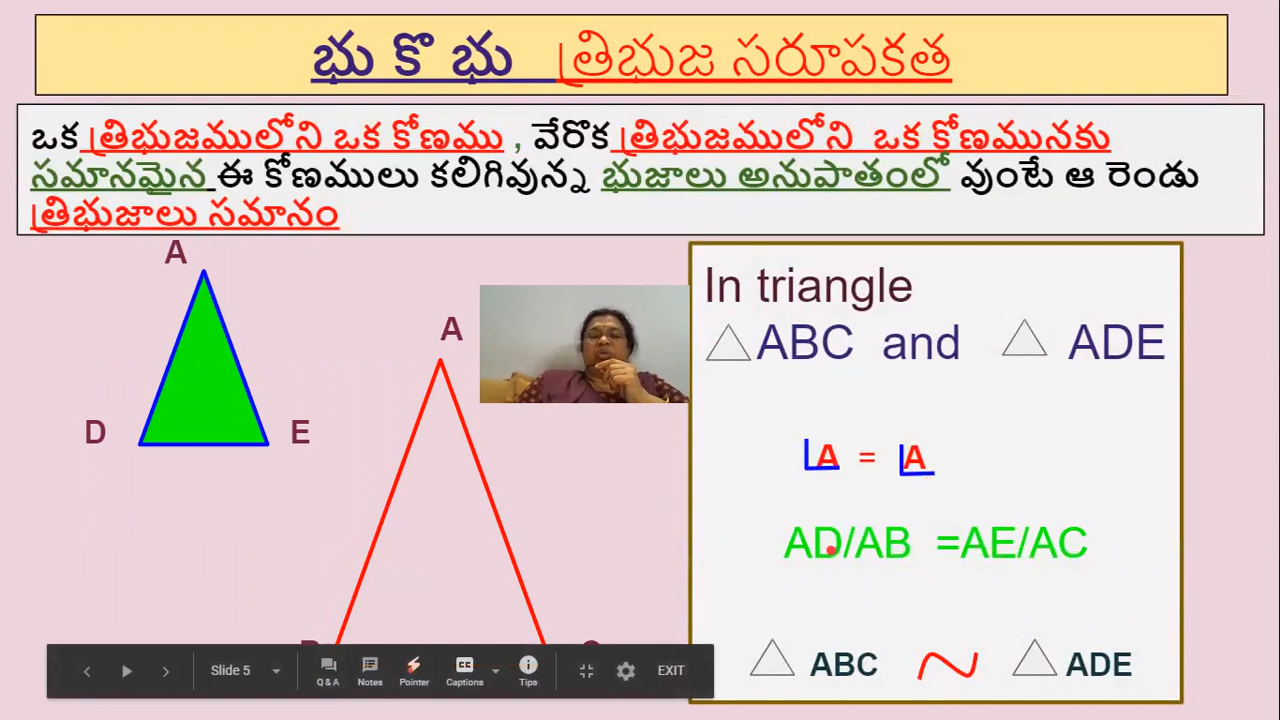 భు కొ భు త్రిభుజ సరూపకత
ఒక త్రిభుజములోని ఒక కోణము , వేరొక త్రిభుజములోని ఒక కోణమునకు
సమానమైన ఈ కోణములు కలిగివున్న భుజాలు అనుపాతంలో వుంటే ఆ రెండు
త్రిభుజాలు సమానం
A
D E
A
In triangle
△ABC and △ ADE
A = A
AD/AB =AE/AC
△ ABC ~ △ ADE
Slide 5
Q & A Notes Pointer Captions Tips
EXIT